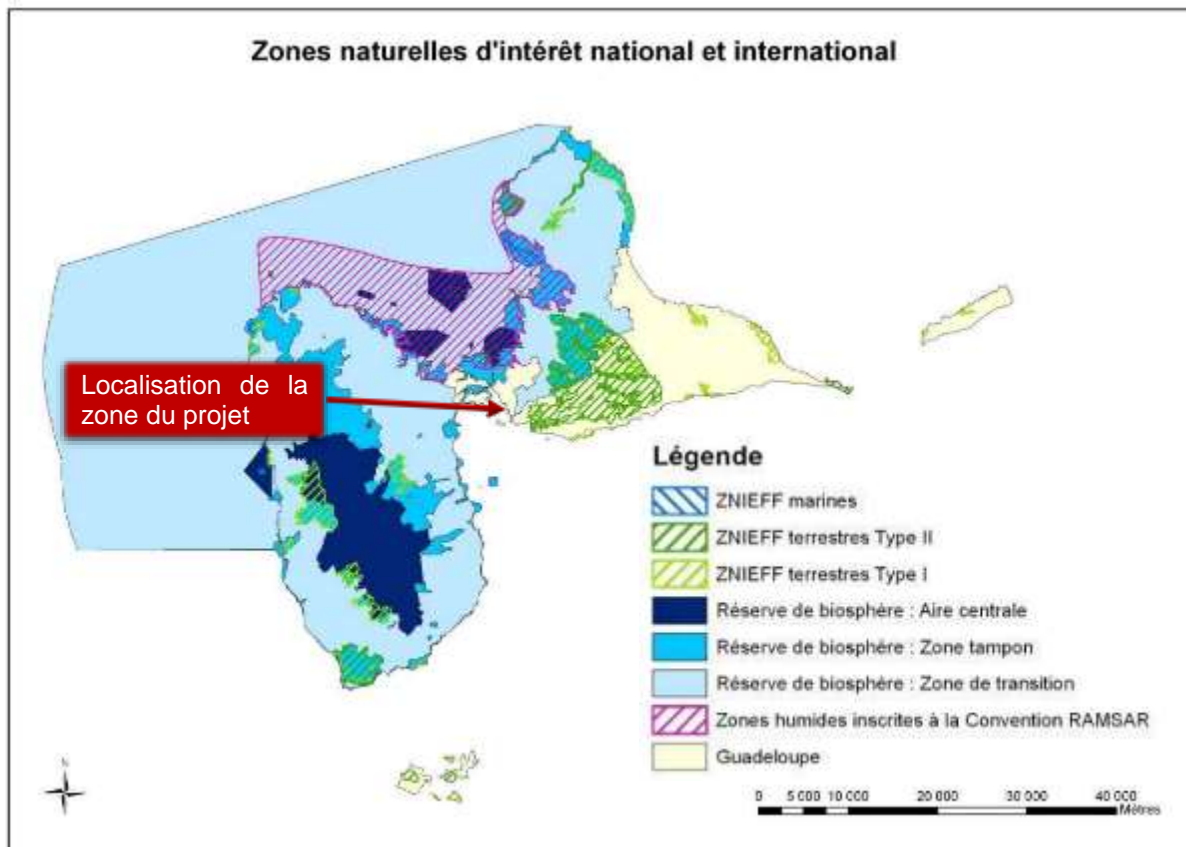 Zones naturelles d'intérêt national et international
Localisation de la
zone du projet
Légende
ZNIEFF marines
ZNIEFF terrestres Type II
ZNIEFF terrestres Type I
Réserve de biosphère : Aire centrale
Réserve de biosphère : Zone tampon
Réserve de biosphère : Zone de transition
Zones humides inscrites à la Convention RAMSAR
Guadeloupe
N
0 5 000 10 000 20 000 30 000 40 000
Mètres